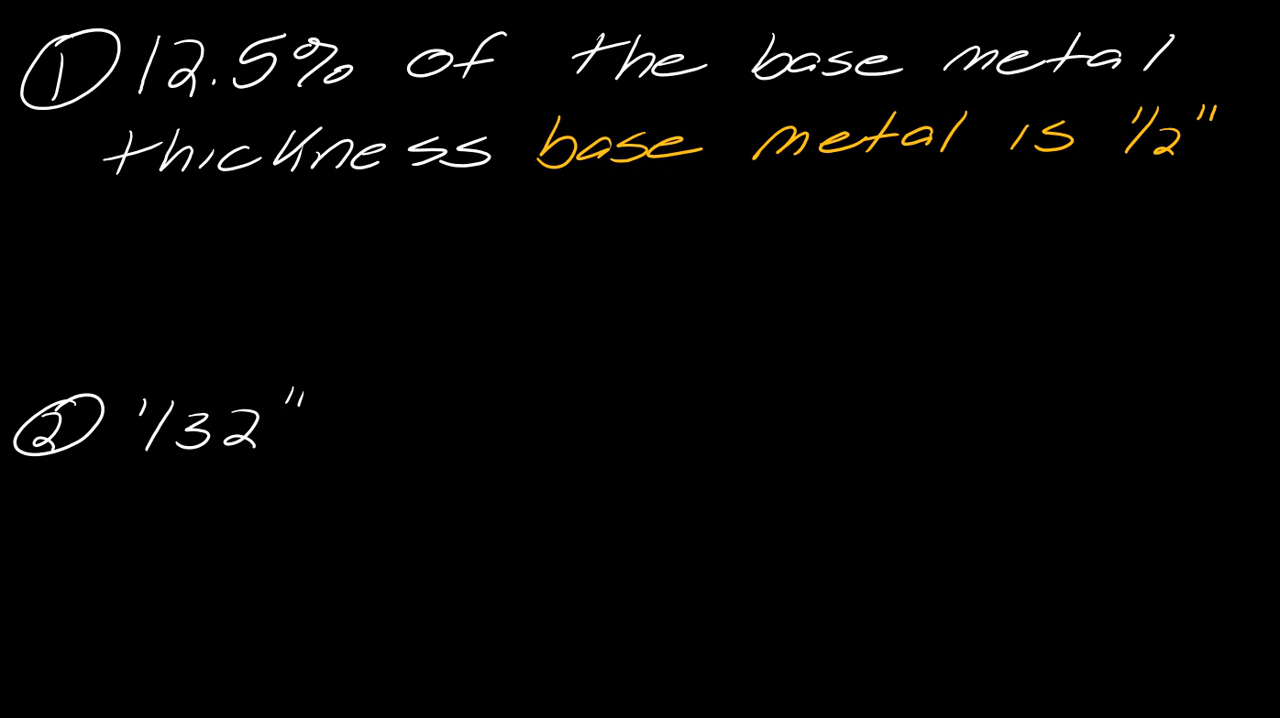 ① 12.5% of the base metal
thickness base metal is 1/2"
② 1/32"